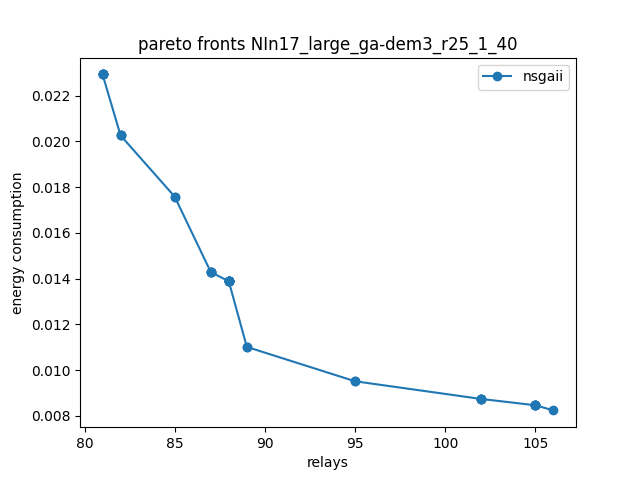 pareto fronts NIn17_large_ga-dem3_r25_1_40
nsgaii
energy consumption
0.022
0.020
0.018
0.016
0.014
0.012
0.010
0.008
80 85 90 95 100 105
relays